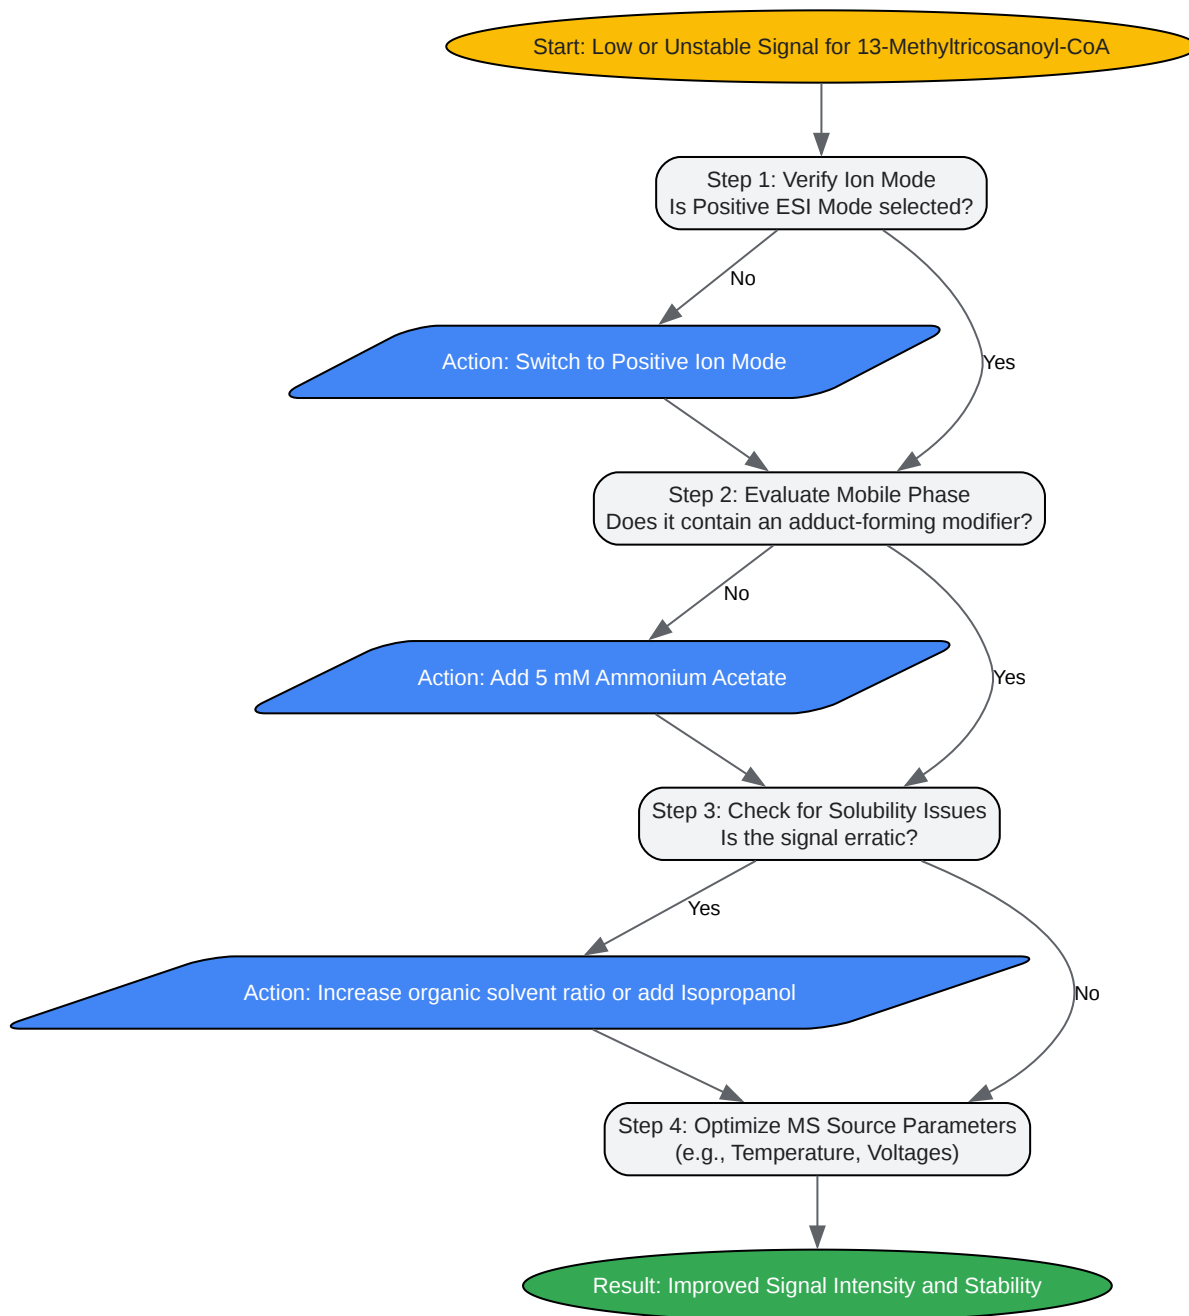 Start: Low or Unstable Signal for 13-Methyltricosanoyl-CoA
Step 1: Verify Ion Mode
Is Positive ESI Mode selected?
No
Yes
Action: Switch to Positive Ion Mode
Step 2: Evaluate Mobile Phase
Does it contain an adduct-forming modifier?
No
Yes
Action: Add 5 mM Ammonium Acetate
Step 3: Check for Solubility Issues
Is the signal erratic?
Yes
No
Action: Increase organic solvent ratio or add Isopropanol
Step 4: Optimize MS Source Parameters
(e.g., Temperature, Voltages)
Result: Improved Signal Intensity and Stability